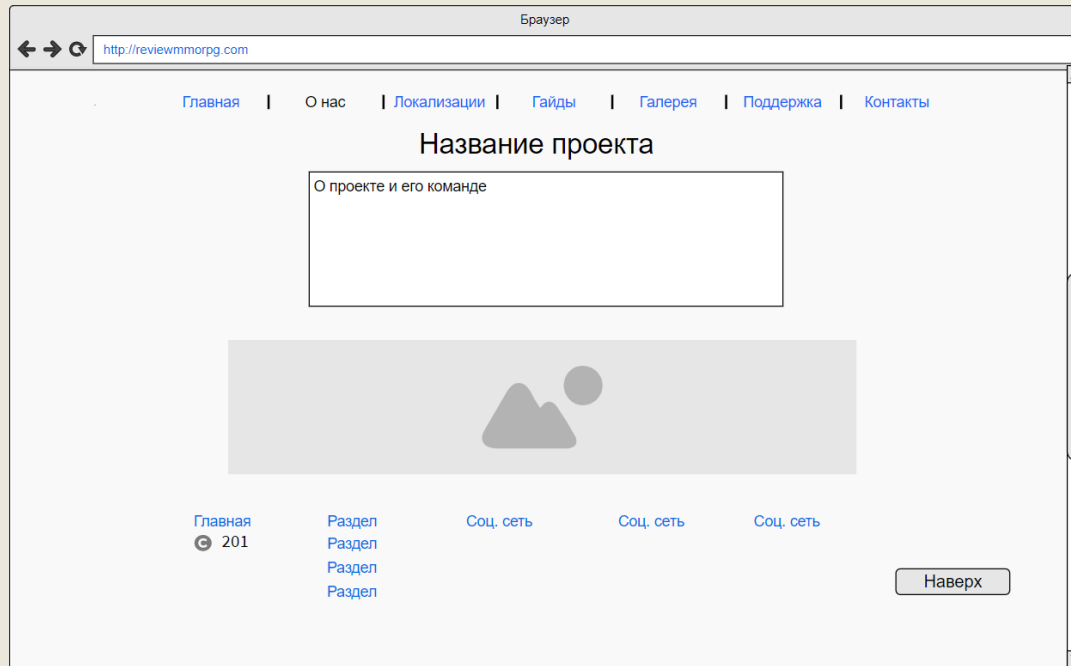 Браузер
http://reviewmmorpg.com
Главная | О нас | Локализации | Гайды | Галерея | Поддержка | Контакты
Название проекта
О проекте и его команде
Главная Раздел Соц. сеть Соц. сеть Соц. сеть
© 201 Раздел
Раздел
Раздел
Наверх